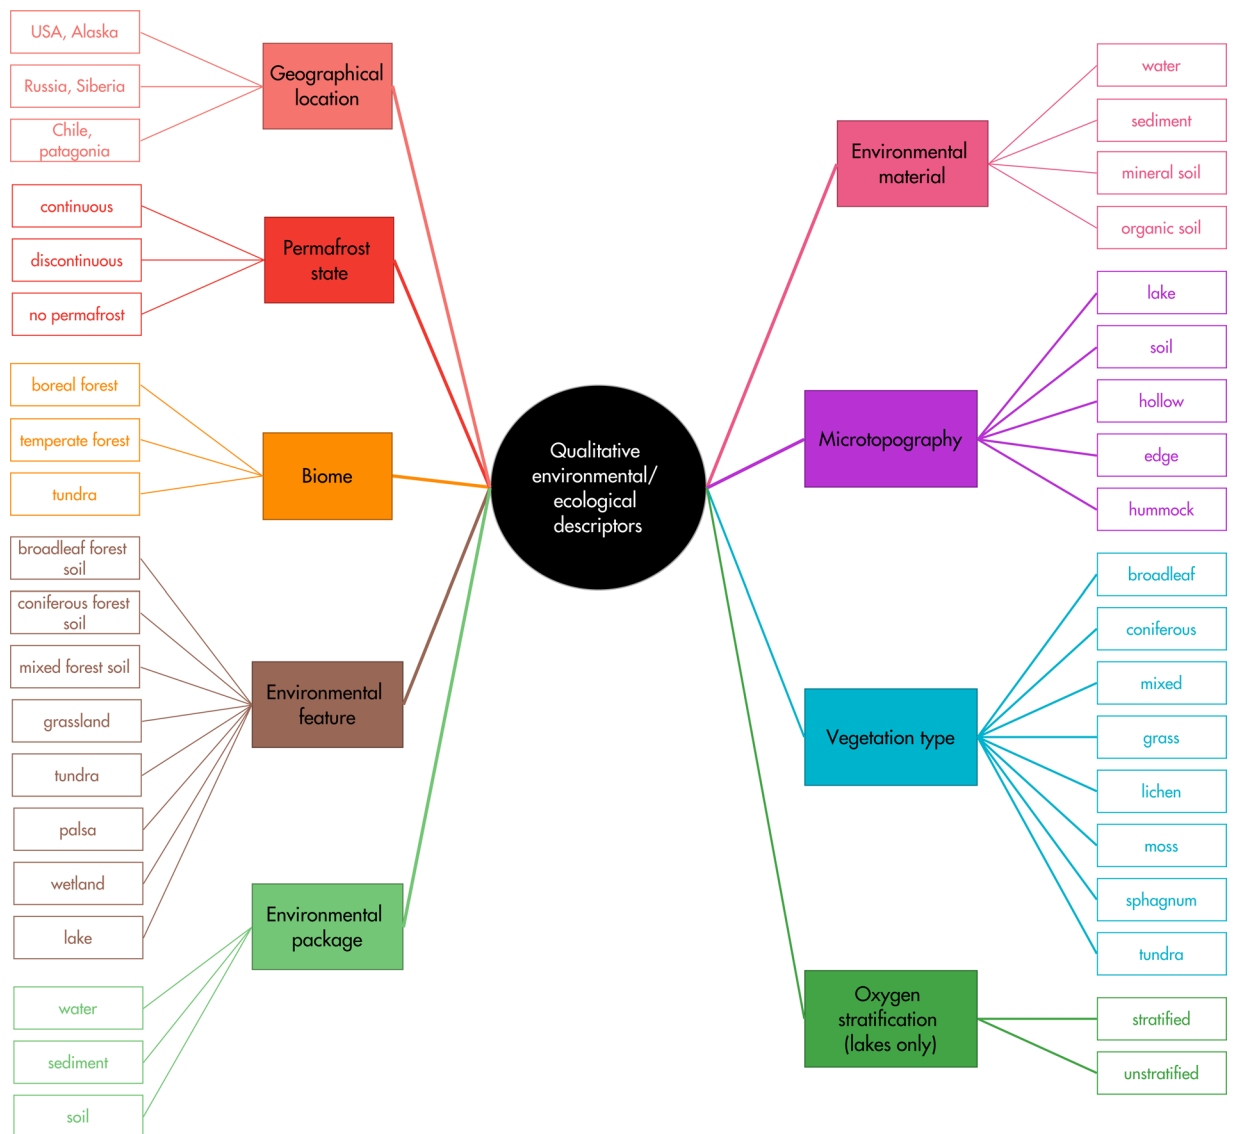 USA, Alaska
Russia, Siberia
Chile,
patagonia
Geographical
location
continuous
discontinuous
no permafrost
Permafrost
state
boreal forest
temperate forest
tundra
Biome
broadleaf forest
soil
coniferous forest
soil
mixed forest soil
grassland
tundra
palsa
wetland
lake
Environmental
feature
water
sediment
soil
Environmental
package
Qualitative
environmental/
ecological
descriptors
Environmental
material
water
sediment
mineral soil
organic soil
Microtopography
lake
soil
hollow
edge
hummock
Vegetation type
broadleaf
coniferous
mixed
grass
lichen
moss
sphagnum
tundra
Oxygen
stratification
(lakes only)
stratified
unstratified